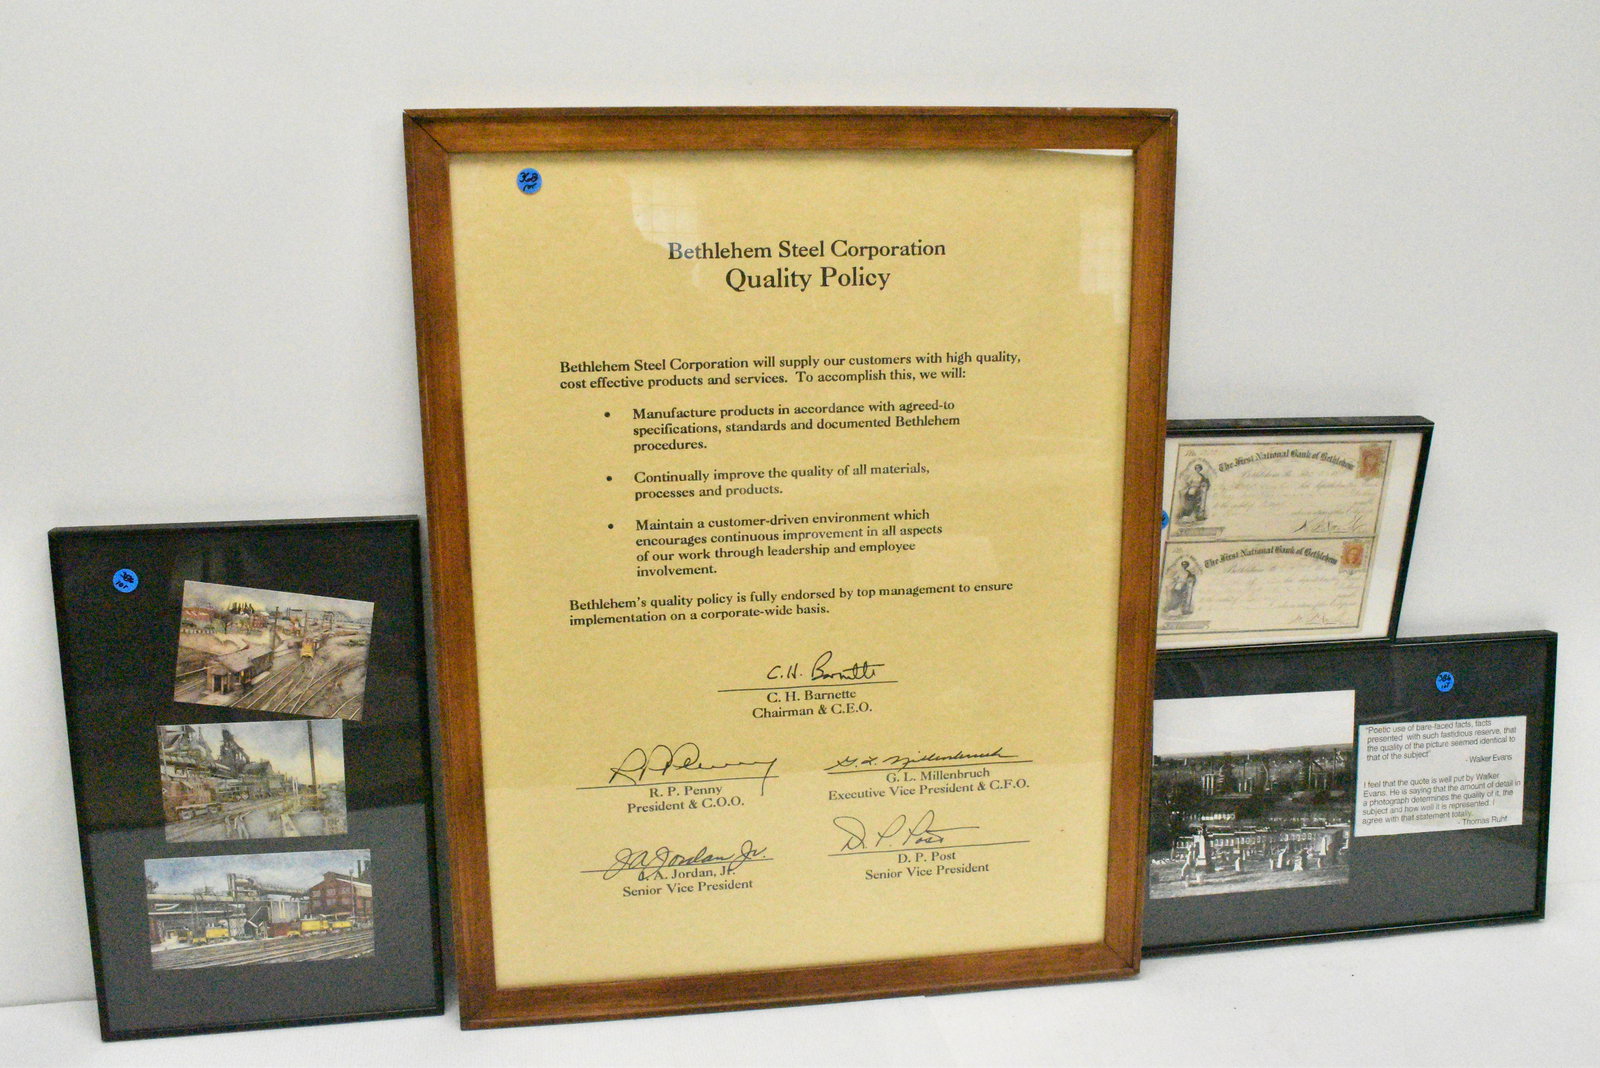 368
Bethlehem Steel Corporation
Quality Policy
Bethlehem Steel Corporation will supply our customers with high quality,
cost effective products and services. To accomplish this, we will:
• Manufacture products in accordance with agreed-to
specifications, standards and documented Bethlehem
procedures.
• Continually improve the quality of all materials,
processes and products.
• Maintain a customer-driven environment which
encourages continuous improvement in all aspects
of our work through leadership and employee
involvement.
Bethlehem's quality policy is fully endorsed by top management to ensure
implementation on a corporate-wide basis.
C.H. Barnette
C. H. Barnette
Chairman & C.E.O.
R P Penny
R. P. Penny
President & C.O.O.
G. L. Millenbruch
G. L. Millenbruch
Executive Vice President & C.F.O.
JA Jordan, Jr.
J.A. Jordan, Jr.
Senior Vice President
D. P. Post
D. P. Post
Senior Vice President
The First National Bank of Bethlehem
The First National Bank of Bethlehem
"Poetic use of bare-faced facts, facts
presented with such fastidious reserve, that
the quality of the picture seemed identical to
that of the subject"
- Walker Evans
I feel that the quote is well put by Walker
Evans. He is saying that the amount of detail in
a photograph determines the quality of it, the
subject and how well it is represented. I
agree with that statement totally.
- Thomas Ruhf